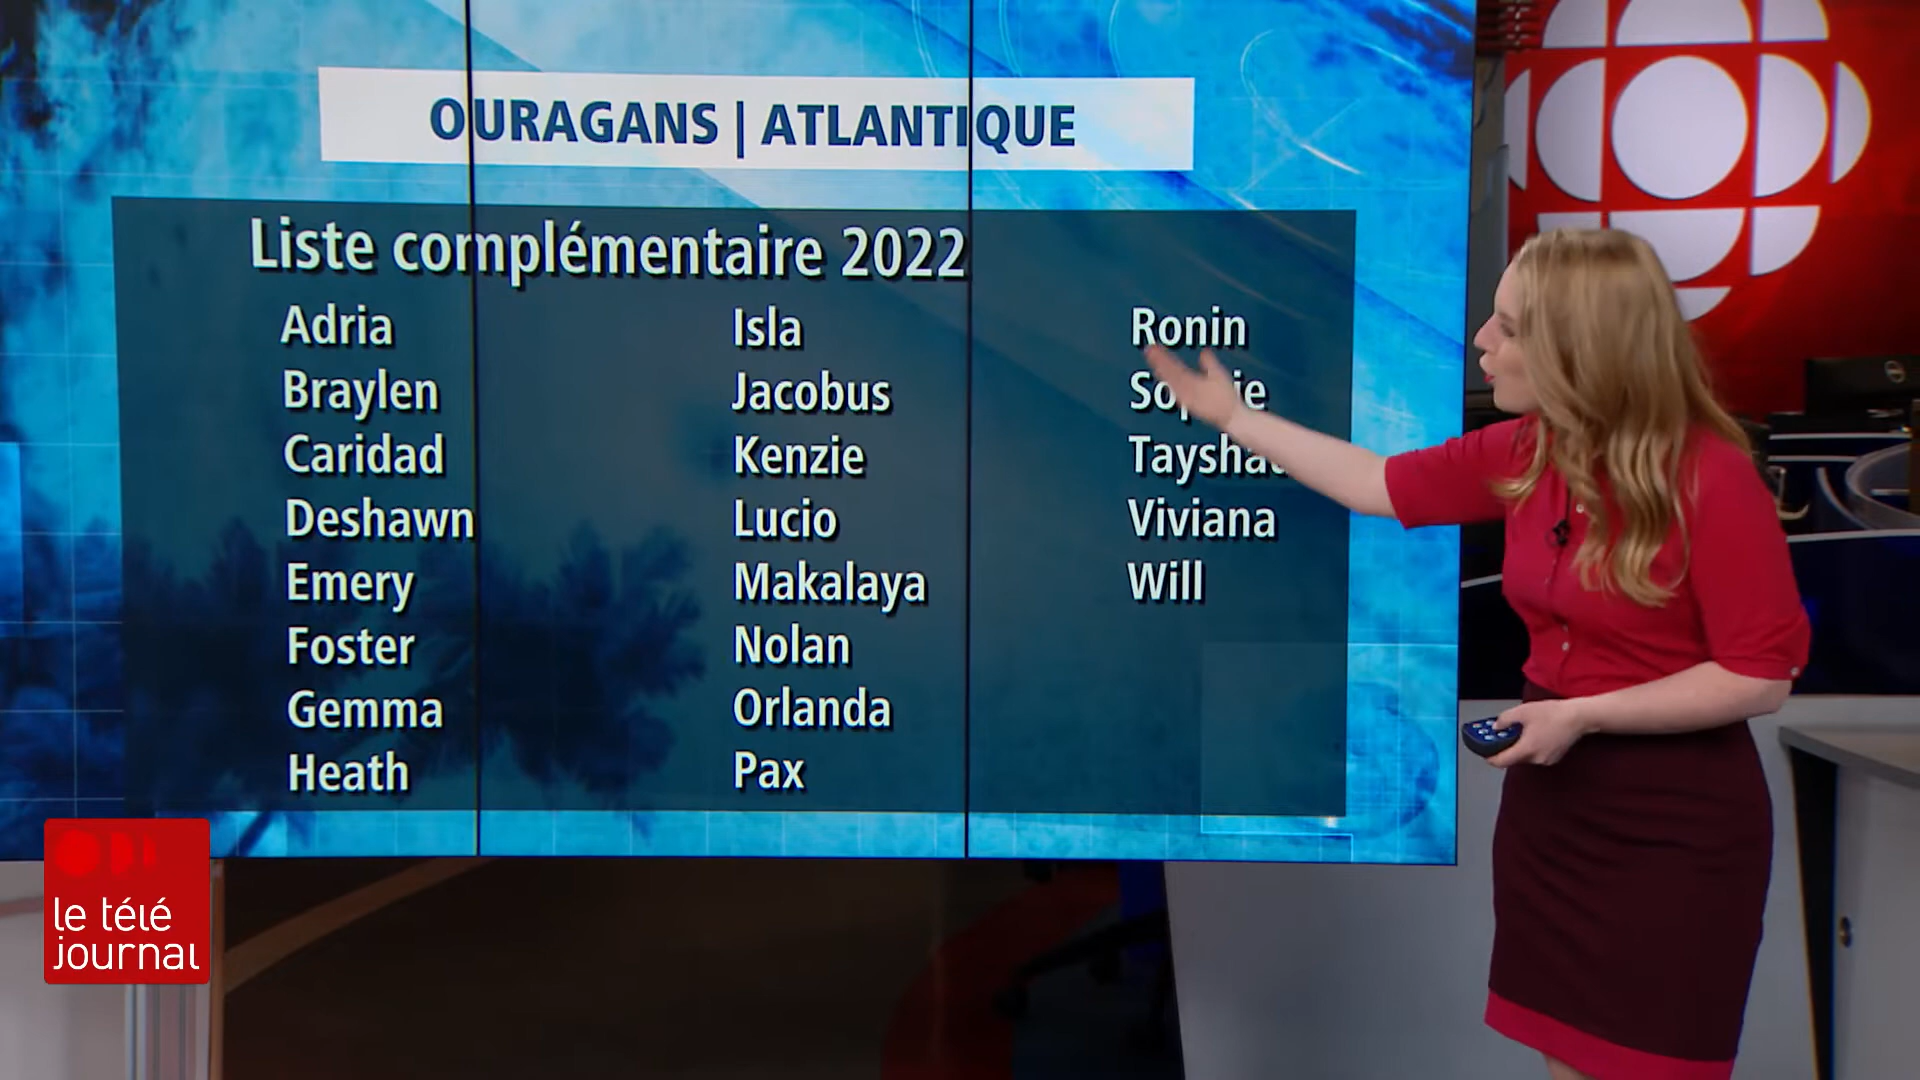 OURAGANS | ATLANTIQUE
Liste complémentaire 2022
Adria
Braylen
Caridad
Deshawn
Emery
Foster
Gemma
Heath
Isla
Jacobus
Kenzie
Lucio
Makalaya
Nolan
Orlanda
Pax
Ronin
Viviana
Will
le télé
journal